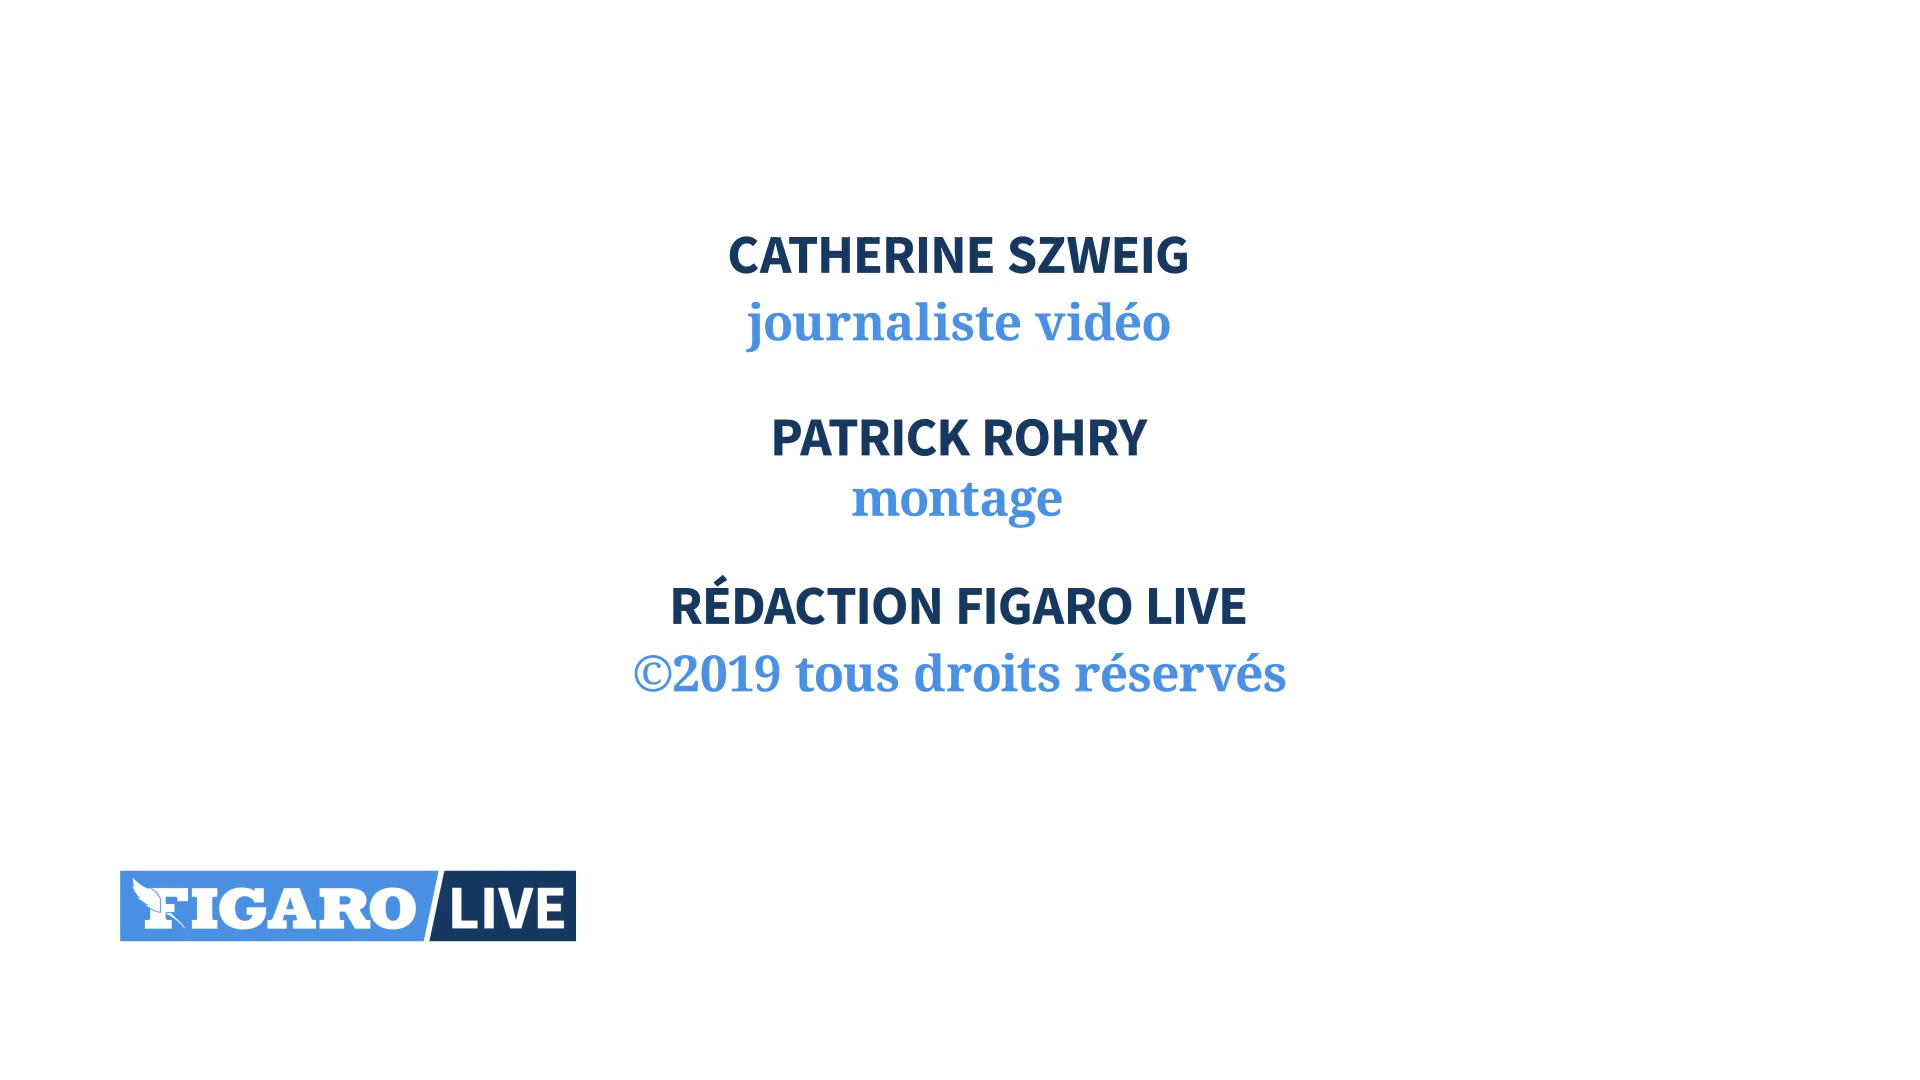 CATHERINE SZWEIG
journaliste vidéo
PATRICK ROHRY
montage
RÉDACTION FIGARO LIVE
©2019 tous droits réservés
FIGARO LIVE